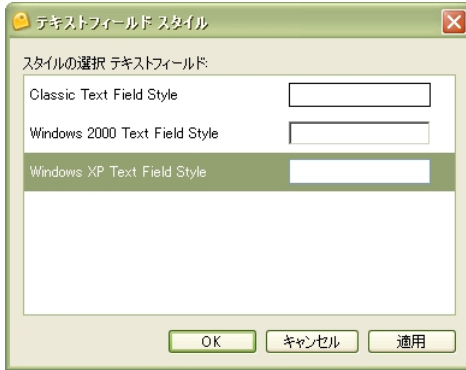 テキストフィールド スタイル
スタイルの選択 テキストフィールド:
Classic Text Field Style
Windows 2000 Text Field Style
Windows XP Text Field Style
OK キャンセル 適用